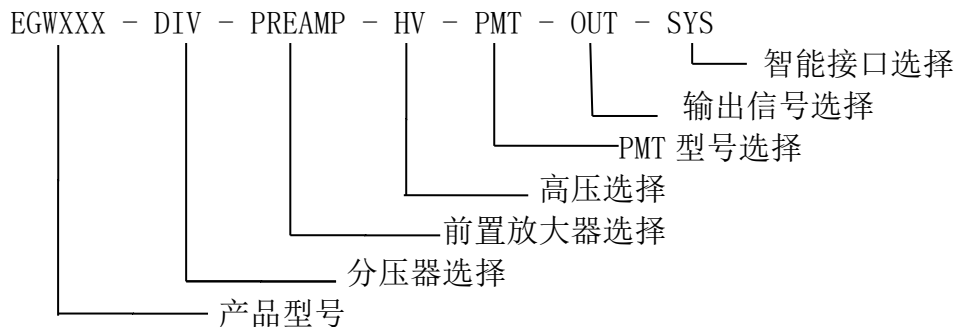 EGWXXX - DIV - PREAMP - HV - PMT - OUT - SYS
智能接口选择
输出信号选择
PMT 型号选择
高压选择
前置放大器选择
分压器选择
产品型号